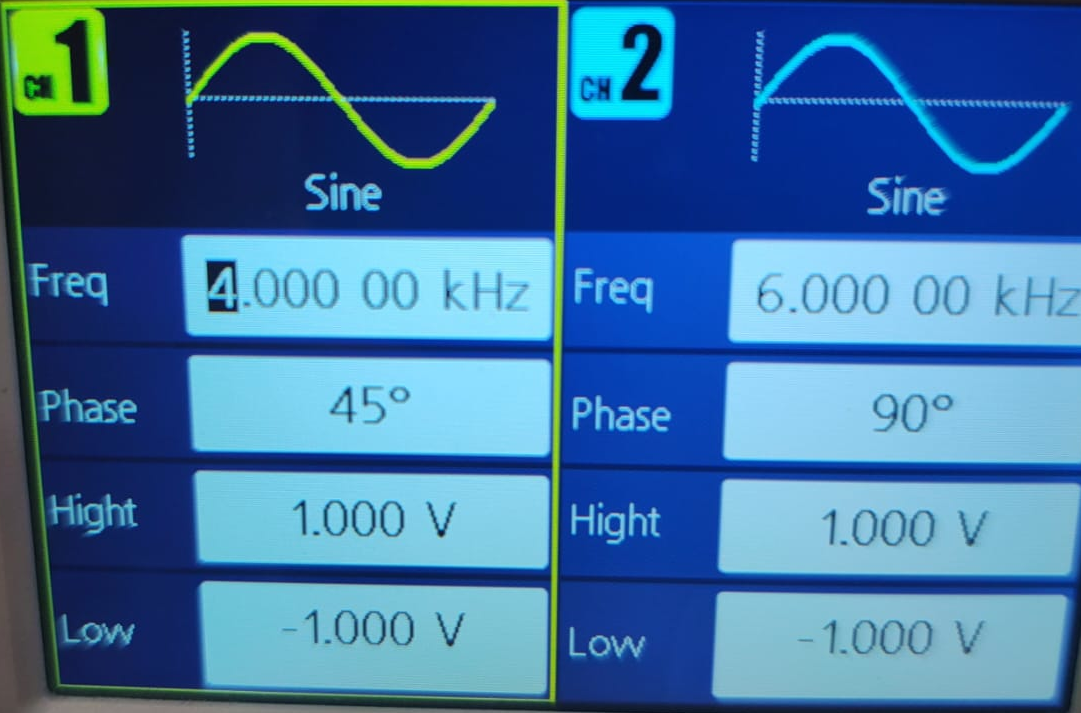 CH 1
Sine
Freq 4.000 00 kHz
Phase 45°
Hight 1.000 V
Low -1.000 V
CH 2
Sine
Freq 6.000 00 kHz
Phase 90°
Hight 1.000 V
Low -1.000 V